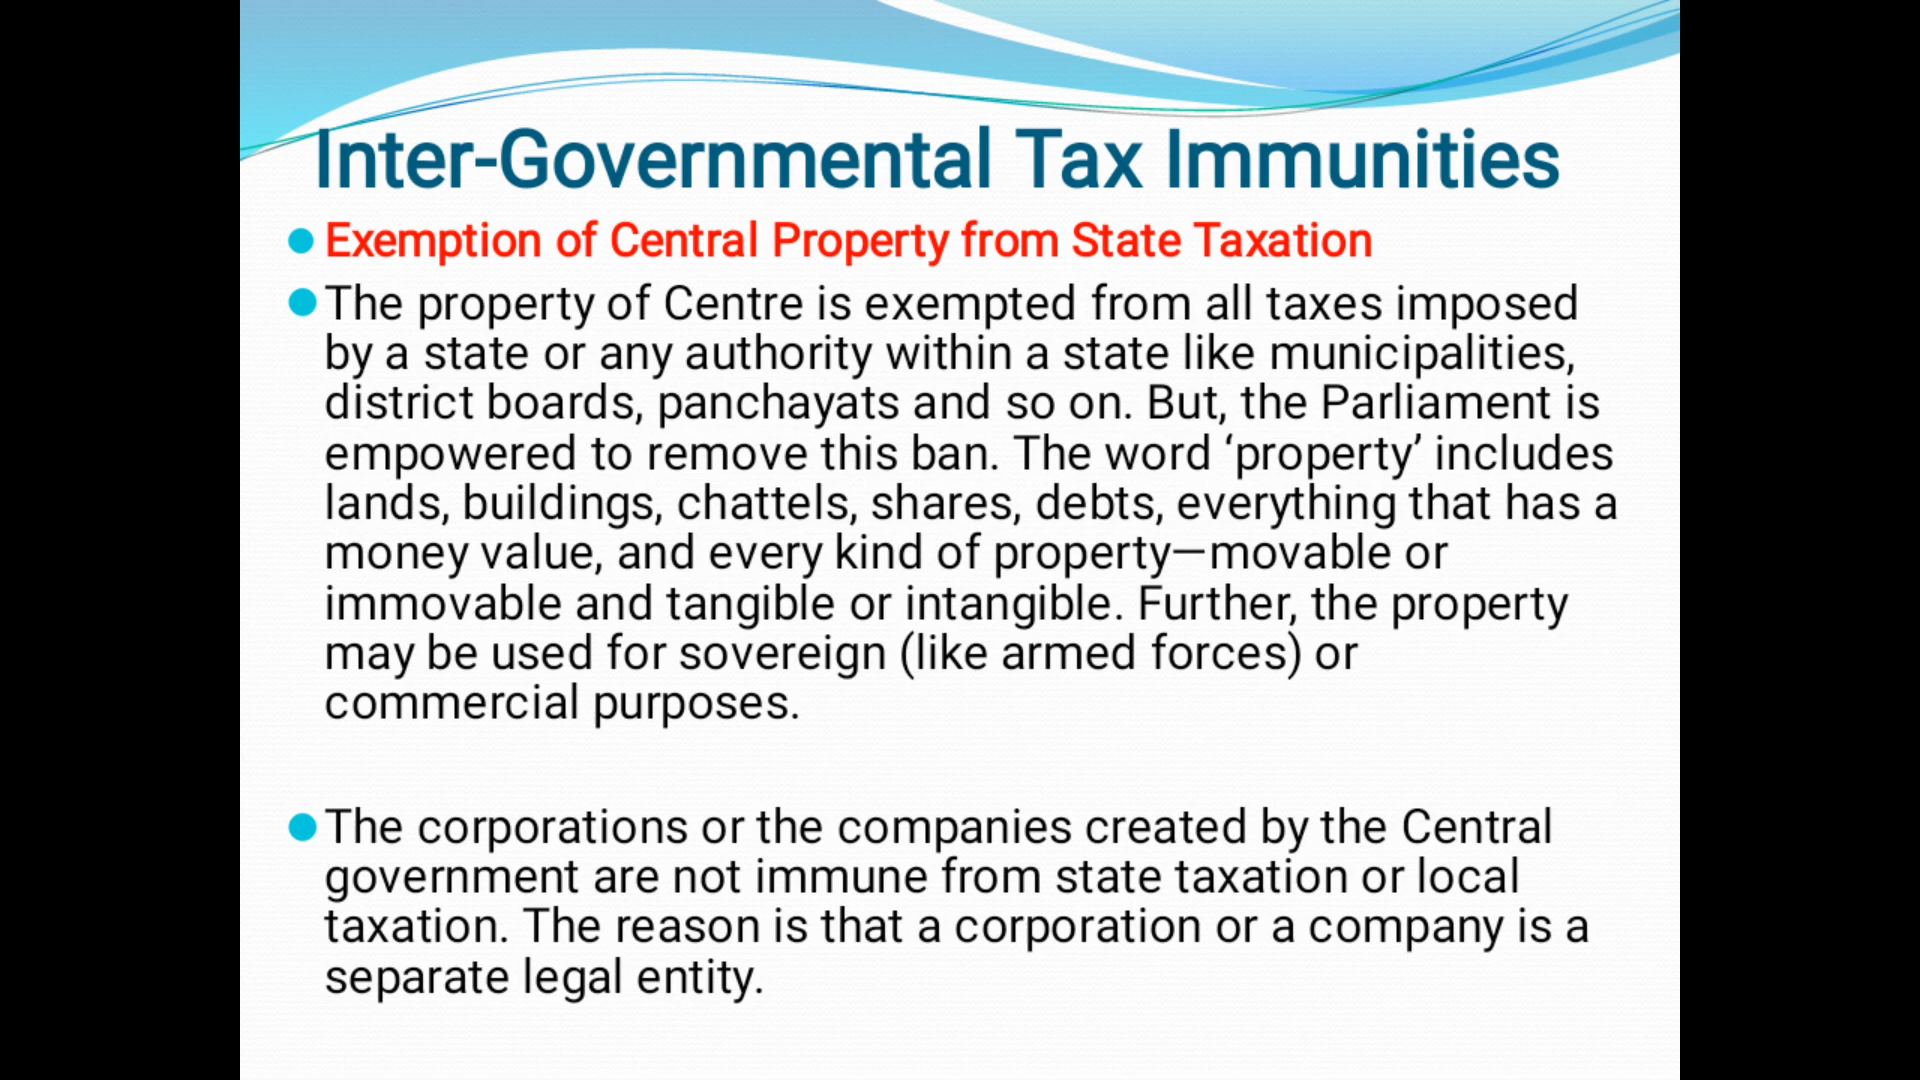 Inter-Governmental Tax Immunities
Exemption of Central Property from State Taxation
The property of Centre is exempted from all taxes imposed
by a state or any authority within a state like municipalities,
district boards, panchayats and so on. But, the Parliament is
empowered to remove this ban. The word ‘property’ includes
lands, buildings, chattels, shares, debts, everything that has a
money value, and every kind of property—movable or
immovable and tangible or intangible. Further, the property
may be used for sovereign (like armed forces) or
commercial purposes.
The corporations or the companies created by the Central
government are not immune from state taxation or local
taxation. The reason is that a corporation or a company is a
separate legal entity.